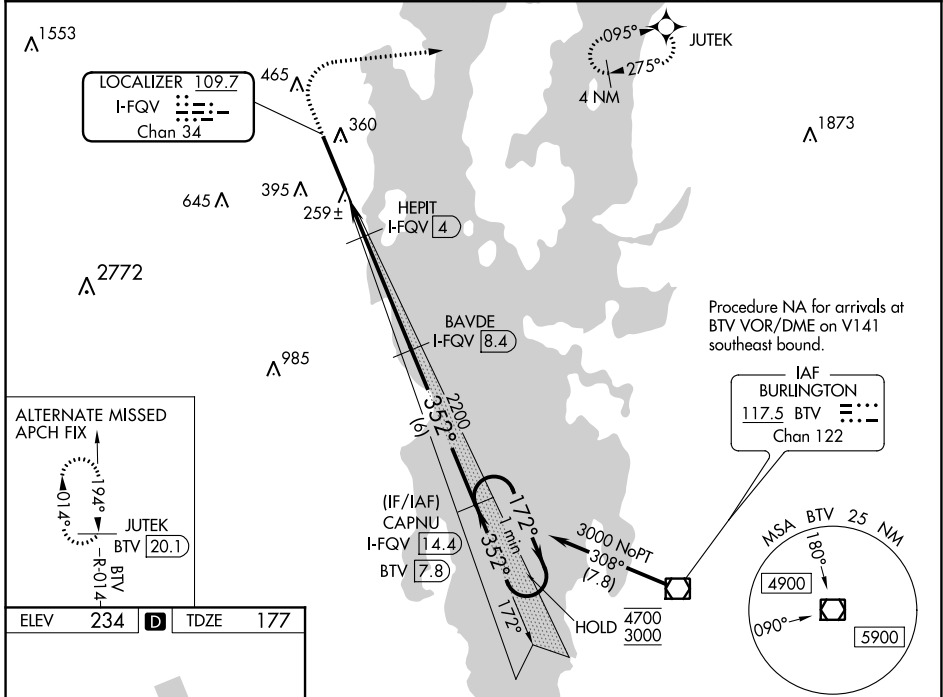 1553
095°
JUTEK
275°
4 NM
LOCALIZER 109.7
I-FQV
Chan 34
465
360
1873
645
395
259 ±
HEPIT
I-FQV 4
2772
BAVDE
I-FQV 8.4
985
Procedure NA for arrivals at
BTV VOR/DME on V141
southeast bound.
IAF
BURLINGTON
117.5 BTV
Chan 122
2200
352°
(6)
ALTERNATE MISSED
APCH FIX
194°
014°
JUTEK
BTV 20.1
R-014
BTV
(IF/IAF)
CAPNU
I-FQV 14.4
BTV 7.8
172°
1 min
352°
172°
3000 NoPT
308°
(7.8)
HOLD 4700
3000
MSA BTV 25 NM
180°
4900
090°
5900
ELEV 234 D TDZE 177